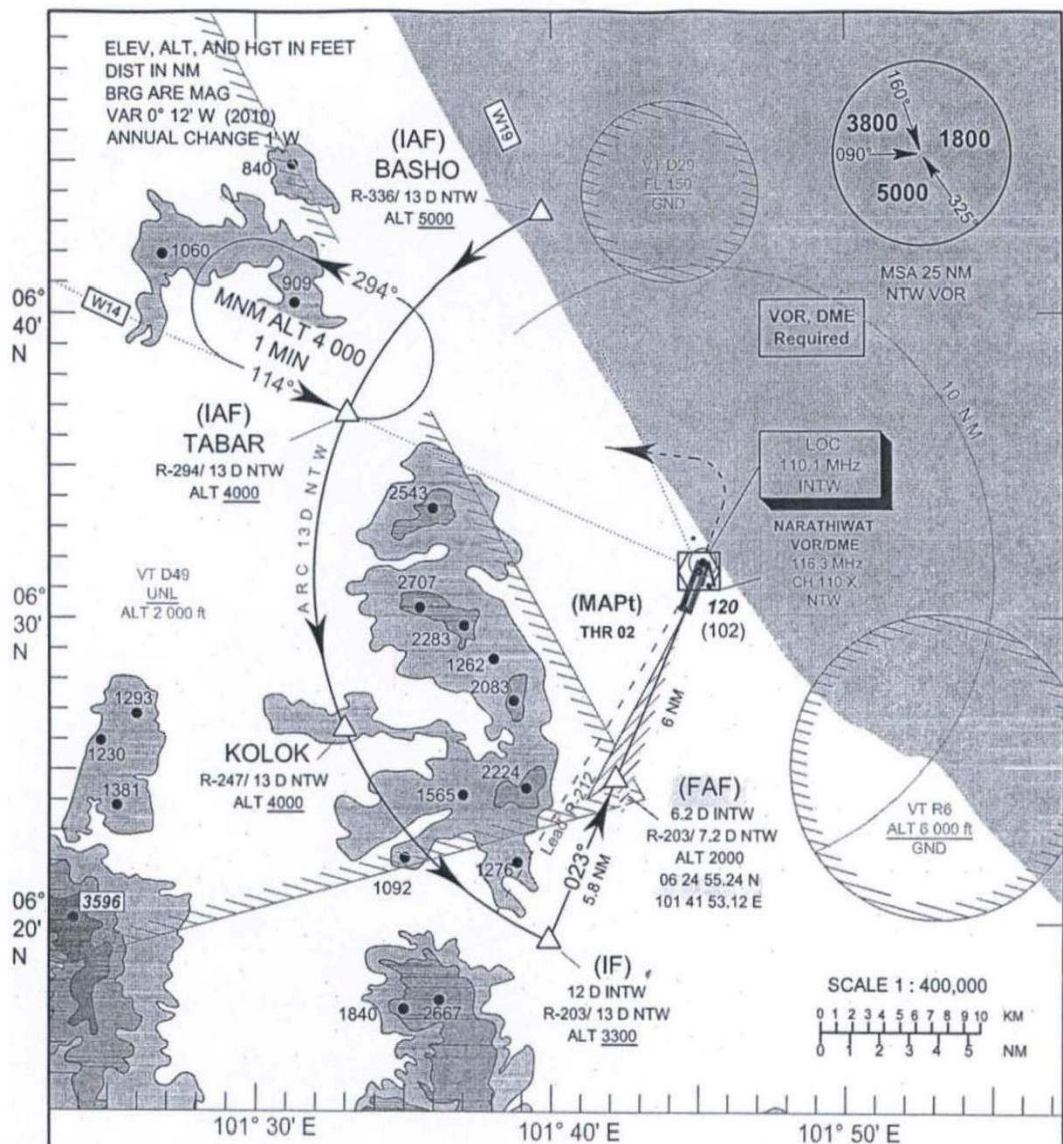 ELEV, ALT, AND HGT IN FEET
DIST IN NM
BRG ARE MAG
VAR 0° 12' W (2010)
ANNUAL CHANGE 1' W
840
(IAF)
BASHO
R-336/ 13 D NTW
ALT 5000
W19
VT D29
FL 150
GND
160°
3800
1800
090°
5000
325°
MSA 25 NM
NTW VOR
1060
909
294°
MNM ALT 4 000
1 MIN
114°
W14
06°
40'
N
VOR, DME
Required
10 NM
(IAF)
TABAR
R-294/ 13 D NTW
ALT 4000
ARC 13 D NTW
LOC
110.1 MHz
INTW
NARATHIWAT
VOR/DME
116.3 MHz
CH 110 X
NTW
2543
2707
2283
1262
2083
VT D49
UNL
ALT 2 000 ft
06°
30'
N
(MAPt)
THR 02
120
(102)
6 NM
1293
1230
1381
KOLOK
R-247/ 13 D NTW
ALT 4000
2224
1565
1276
1092
Lead R-212
023°
5.8 NM
(FAF)
6.2 D INTW
R-203/ 7.2 D NTW
ALT 2000
06 24 55.24 N
101 41 53.12 E
VT R6
ALT 6 000 ft
GND
3596
06°
20'
N
(IF)
12 D INTW
R-203/ 13 D NTW
ALT 3300
1840
2667
SCALE 1 : 400,000
0 1 2 3 4 5 6 7 8 9 10 KM
0 1 2 3 4 5 NM
101° 30' E
101° 40' E
101° 50' E